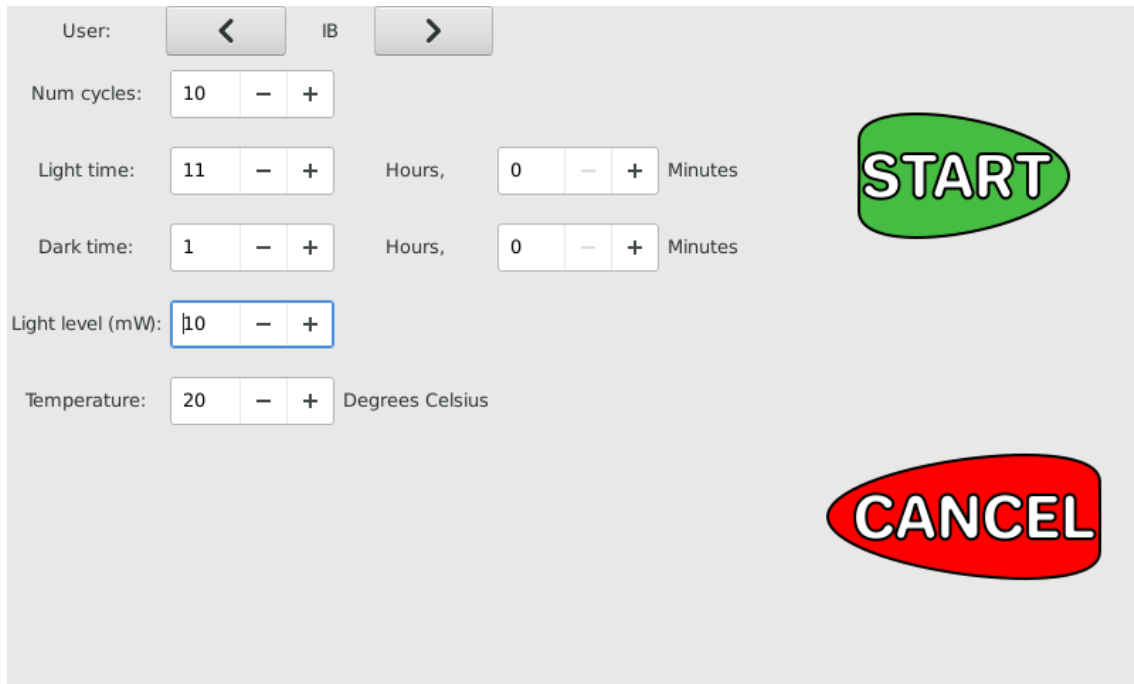 User: IB
Num cycles: 10 − +
Light time: 11 − + Hours, 0 − + Minutes
START
Dark time: 1 − + Hours, 0 − + Minutes
Light level (mW): 10 − +
Temperature: 20 − + Degrees Celsius
CANCEL